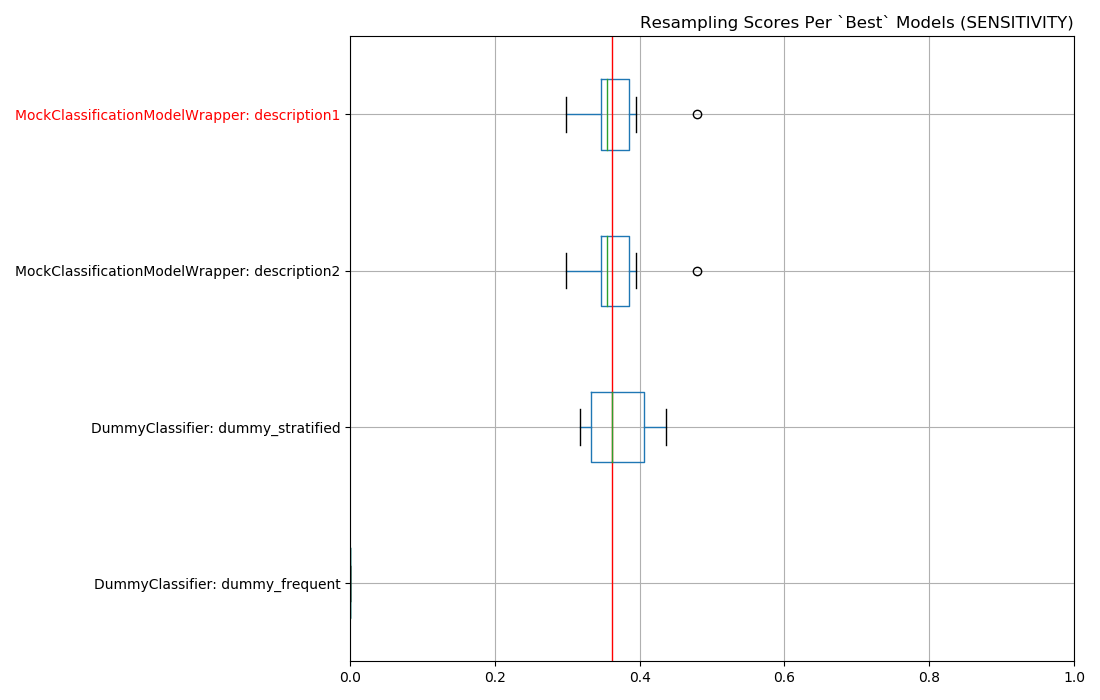 Resampling Scores Per `Best` Models (SENSITIVITY)
MockClassificationModelWrapper: description1
MockClassificationModelWrapper: description2
DummyClassifier: dummy_stratified
DummyClassifier: dummy_frequent
0.0 0.2 0.4 0.6 0.8 1.0